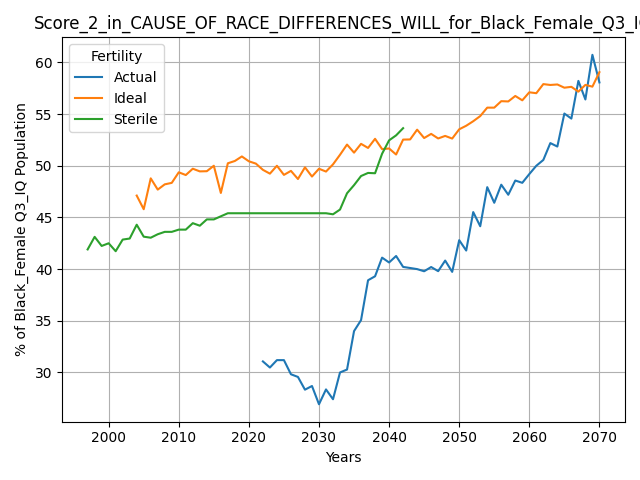 Score_2_in_CAUSE_OF_RACE_DIFFERENCES_WILL_for_Black_Female_Q3_I
Fertility
Actual
Ideal
Sterile
% of Black_Female Q3_IQ Population
60
55
50
45
40
35
30
2000 2010 2020 2030 2040 2050 2060 2070
Years